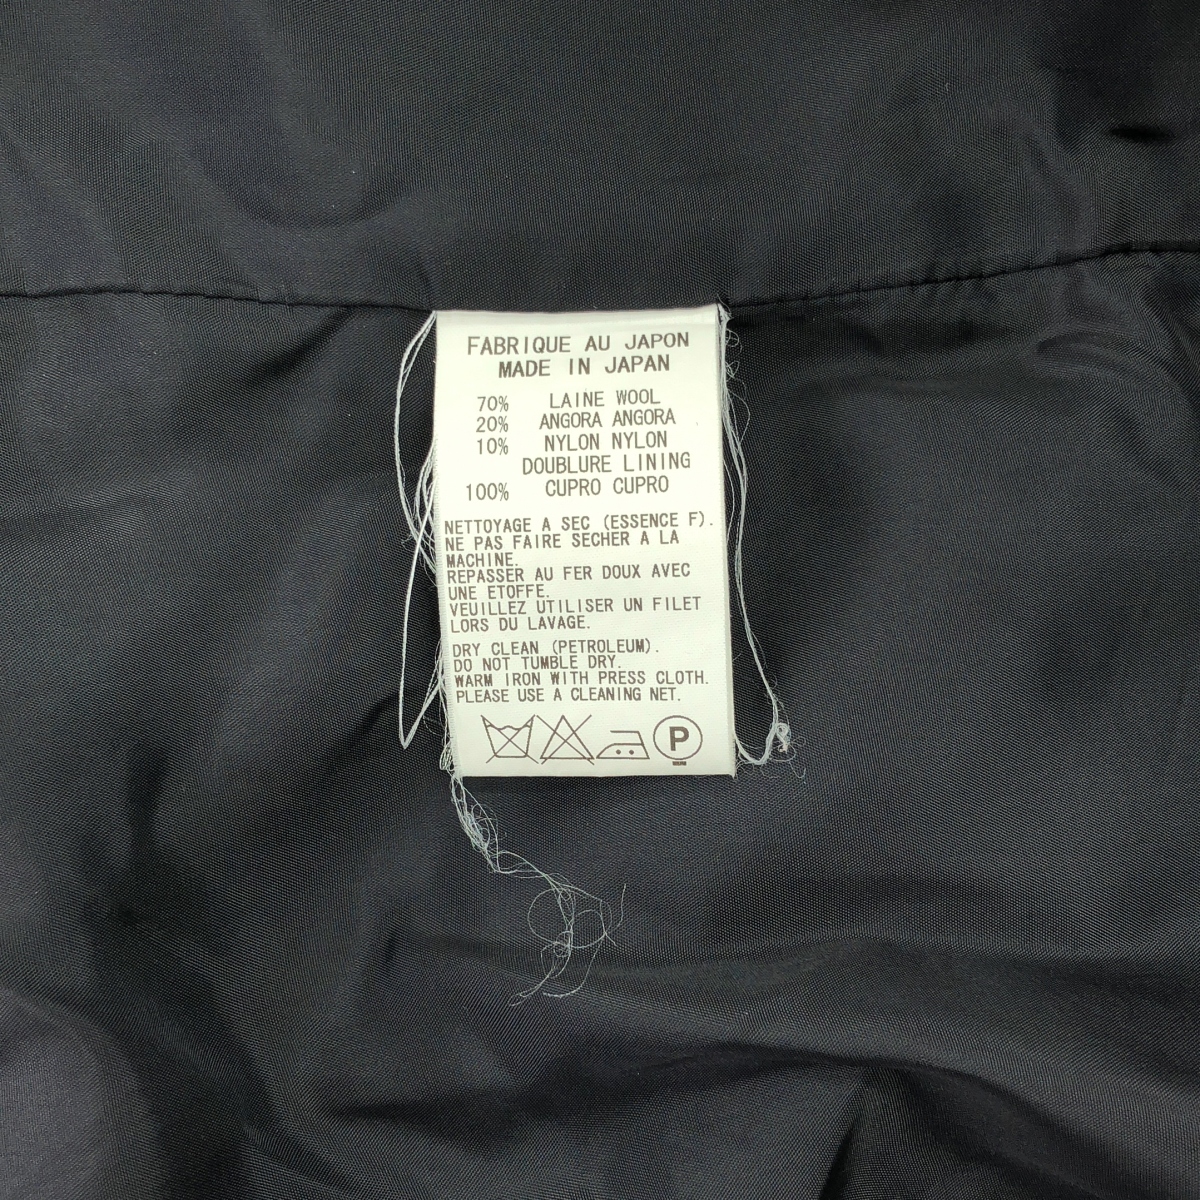 FABRIQUE AU JAPON
MADE IN JAPAN
70% LAINE WOOL
20% ANGORA ANGORA
10% NYLON NYLON
DOUBLURE LINING
100% CUPRO CUPRO
NETTOYAGE A SEC (ESSENCE F).
NE PAS FAIRE SECHER A LA
MACHINE.
REPASSER AU FER DOUX AVEC
UNE ETOFFE.
VEUILLEZ UTILISER UN FILET
LORS DU LAVAGE.
DRY CLEAN (PETROLEUM).
DO NOT TUMBLE DRY.
WARM IRON WITH PRESS CLOTH.
PLEASE USE A CLEANING NET.
P